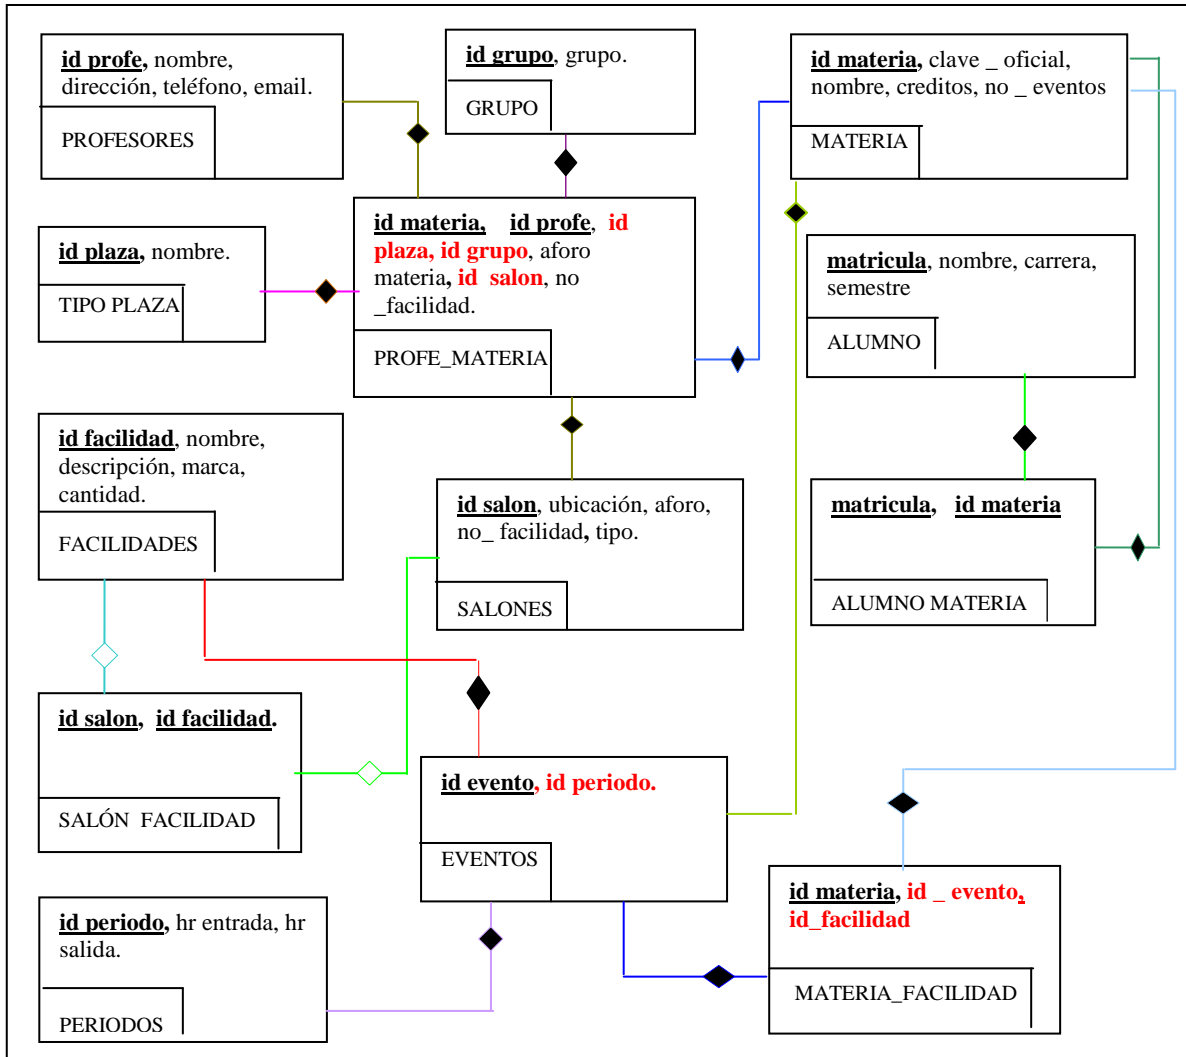 id profe, nombre,
dirección, teléfono, email.
PROFESORES
id grupo, grupo.
GRUPO
id materia, clave _ oficial,
nombre, creditos, no _ eventos
MATERIA
id materia, id profe, id
plaza, id grupo, aforo
materia, id salon, no
_facilidad.
PROFE_MATERIA
id plaza, nombre.
TIPO PLAZA
matricula, nombre, carrera,
semestre
ALUMNO
id facilidad, nombre,
descripción, marca,
cantidad.
FACILIDADES
id salon, ubicación, aforo,
no_ facilidad, tipo.
SALONES
matricula, id materia
ALUMNO MATERIA
id salon, id facilidad.
SALÓN FACILIDAD
id evento, id periodo.
EVENTOS
id materia, id _ evento,
id_facilidad
MATERIA_FACILIDAD
id periodo, hr entrada, hr
salida.
PERIODOS